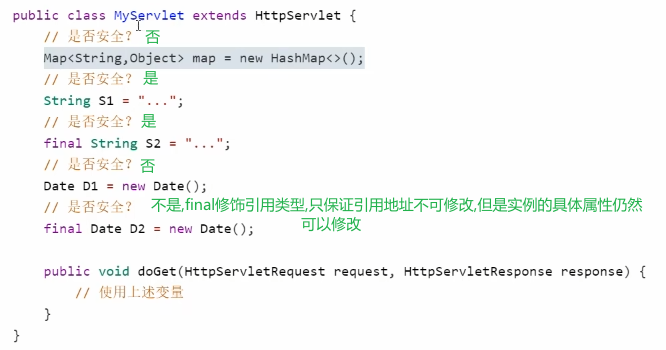 public class MyServlet extends HttpServlet {
// 是否安全? 否
Map<String,Object> map = new HashMap<>();
// 是否安全? 是
String S1 = "...";
// 是否安全? 是
final String S2 = "...";
// 是否安全? 否
Date D1 = new Date();
// 是否安全? 不是,final修饰引用类型,只保证引用地址不可修改,但是实例的具体属性仍然
可以修改
final Date D2 = new Date();
public void doGet(HttpServletRequest request, HttpServletResponse response) {
// 使用上述变量
}
}